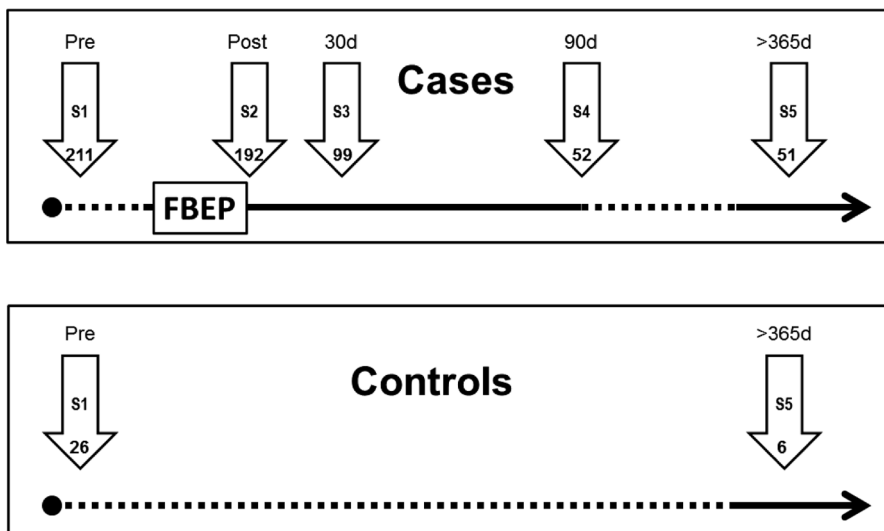 Pre Post 30d 90d >365d
Cases
S1 S2 S3 S4 S5
211 192 99 52 51
FBEP
Pre >365d
Controls
S1 S5
26 6